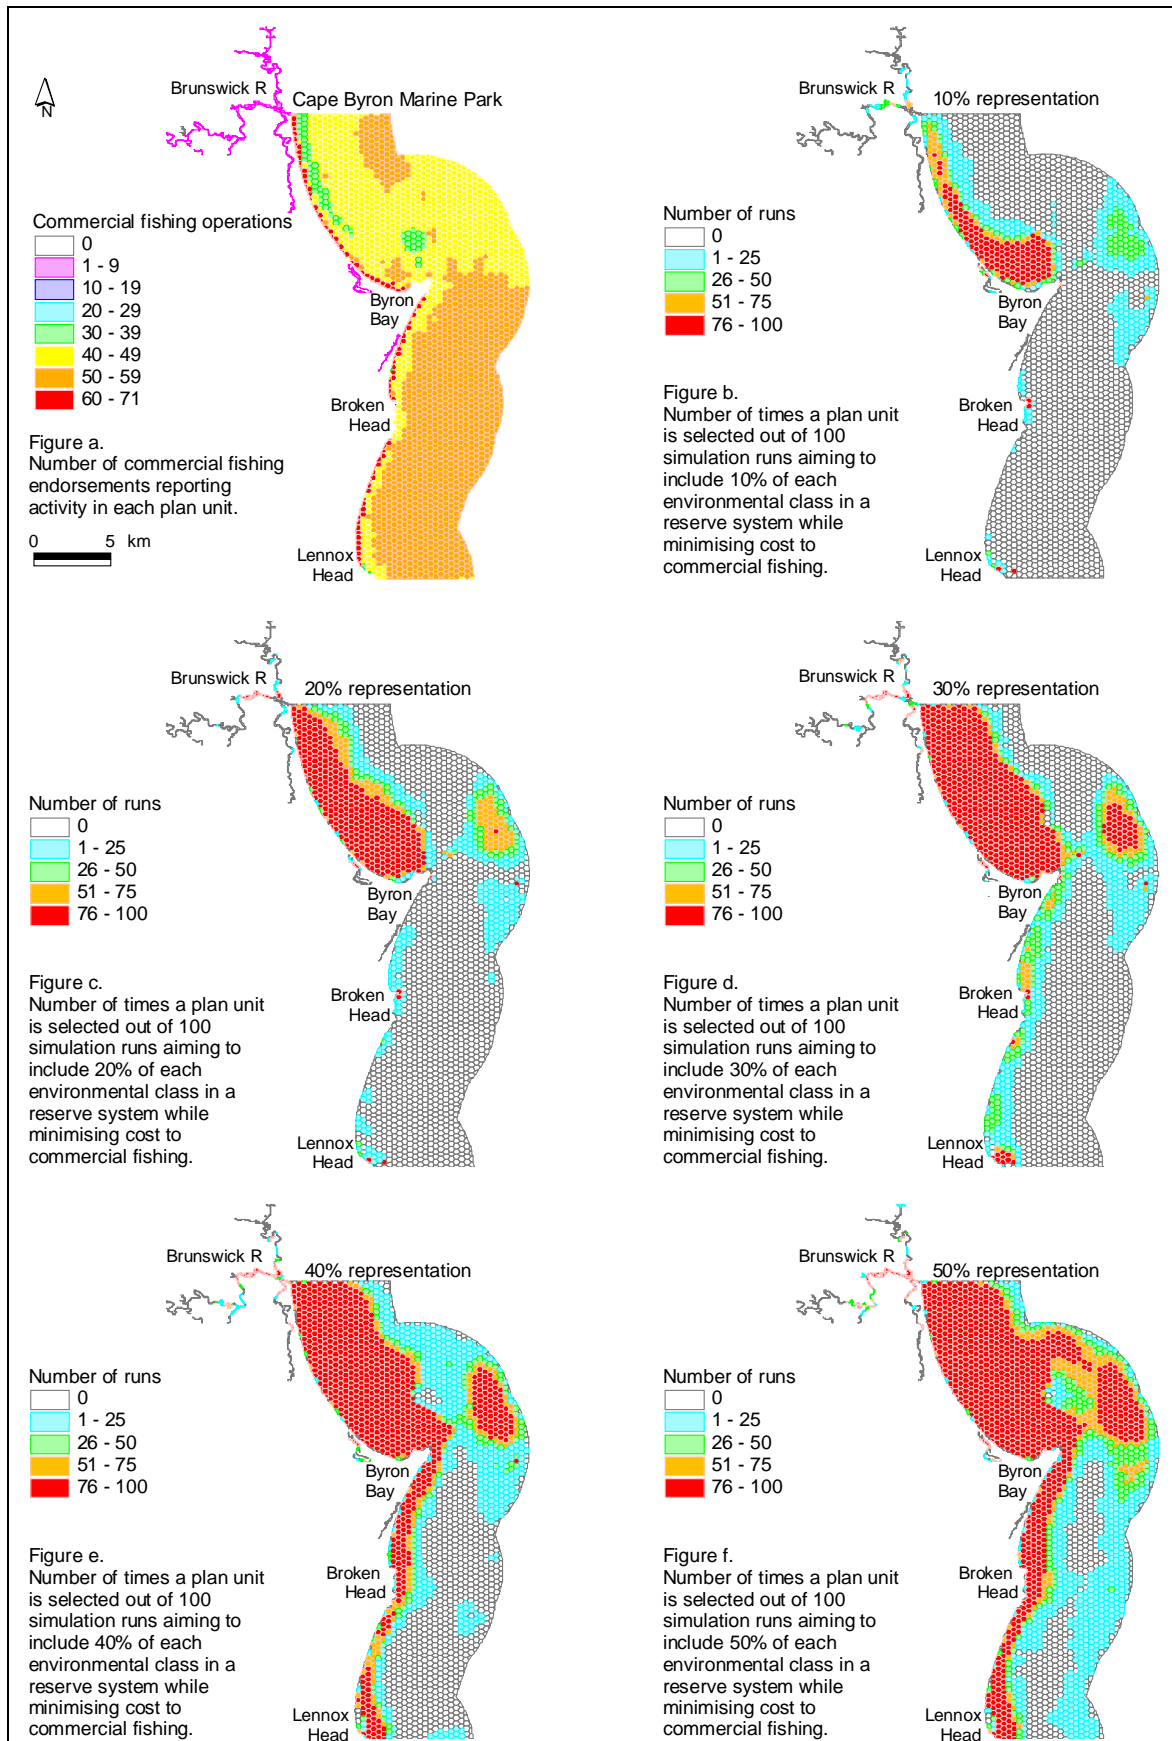 Brunswick R
Cape Byron Marine Park
N
Commercial fishing operations
0
1 - 9
10 - 19
20 - 29
30 - 39
40 - 49
50 - 59
60 - 71
Byron
Bay
Broken
Head
Lennox
Head
Figure a.
Number of commercial fishing
endorsements reporting
activity in each plan unit.
0 5 km
Brunswick R
10% representation
Number of runs
0
1 - 25
26 - 50
51 - 75
76 - 100
Byron
Bay
Broken
Head
Lennox
Head
Figure b.
Number of times a plan unit
is selected out of 100
simulation runs aiming to
include 10% of each
environmental class in a
reserve system while
minimising cost to
commercial fishing.
Brunswick R
20% representation
Number of runs
0
1 - 25
26 - 50
51 - 75
76 - 100
Byron
Bay
Broken
Head
Lennox
Head
Figure c.
Number of times a plan unit
is selected out of 100
simulation runs aiming to
include 20% of each
environmental class in a
reserve system while
minimising cost to
commercial fishing.
Brunswick R
30% representation
Number of runs
0
1 - 25
26 - 50
51 - 75
76 - 100
Byron
Bay
Broken
Head
Lennox
Head
Figure d.
Number of times a plan unit
is selected out of 100
simulation runs aiming to
include 30% of each
environmental class in a
reserve system while
minimising cost to
commercial fishing.
Brunswick R
40% representation
Number of runs
0
1 - 25
26 - 50
51 - 75
76 - 100
Byron
Bay
Broken
Head
Lennox
Head
Figure e.
Number of times a plan unit
is selected out of 100
simulation runs aiming to
include 40% of each
environmental class in a
reserve system while
minimising cost to
commercial fishing.
Brunswick R
50% representation
Number of runs
0
1 - 25
26 - 50
51 - 75
76 - 100
Byron
Bay
Broken
Head
Lennox
Head
Figure f.
Number of times a plan unit
is selected out of 100
simulation runs aiming to
include 50% of each
environmental class in a
reserve system while
minimising cost to
commercial fishing.